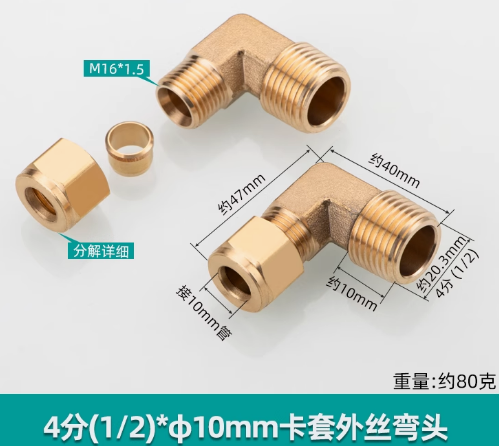 M16*1.5
分解详细
约47mm
约40mm
接10mm管
约10mm
约20.3mm
4分(1/2)
重量:约80克
4分(1/2)*ф10mm卡套外丝弯头